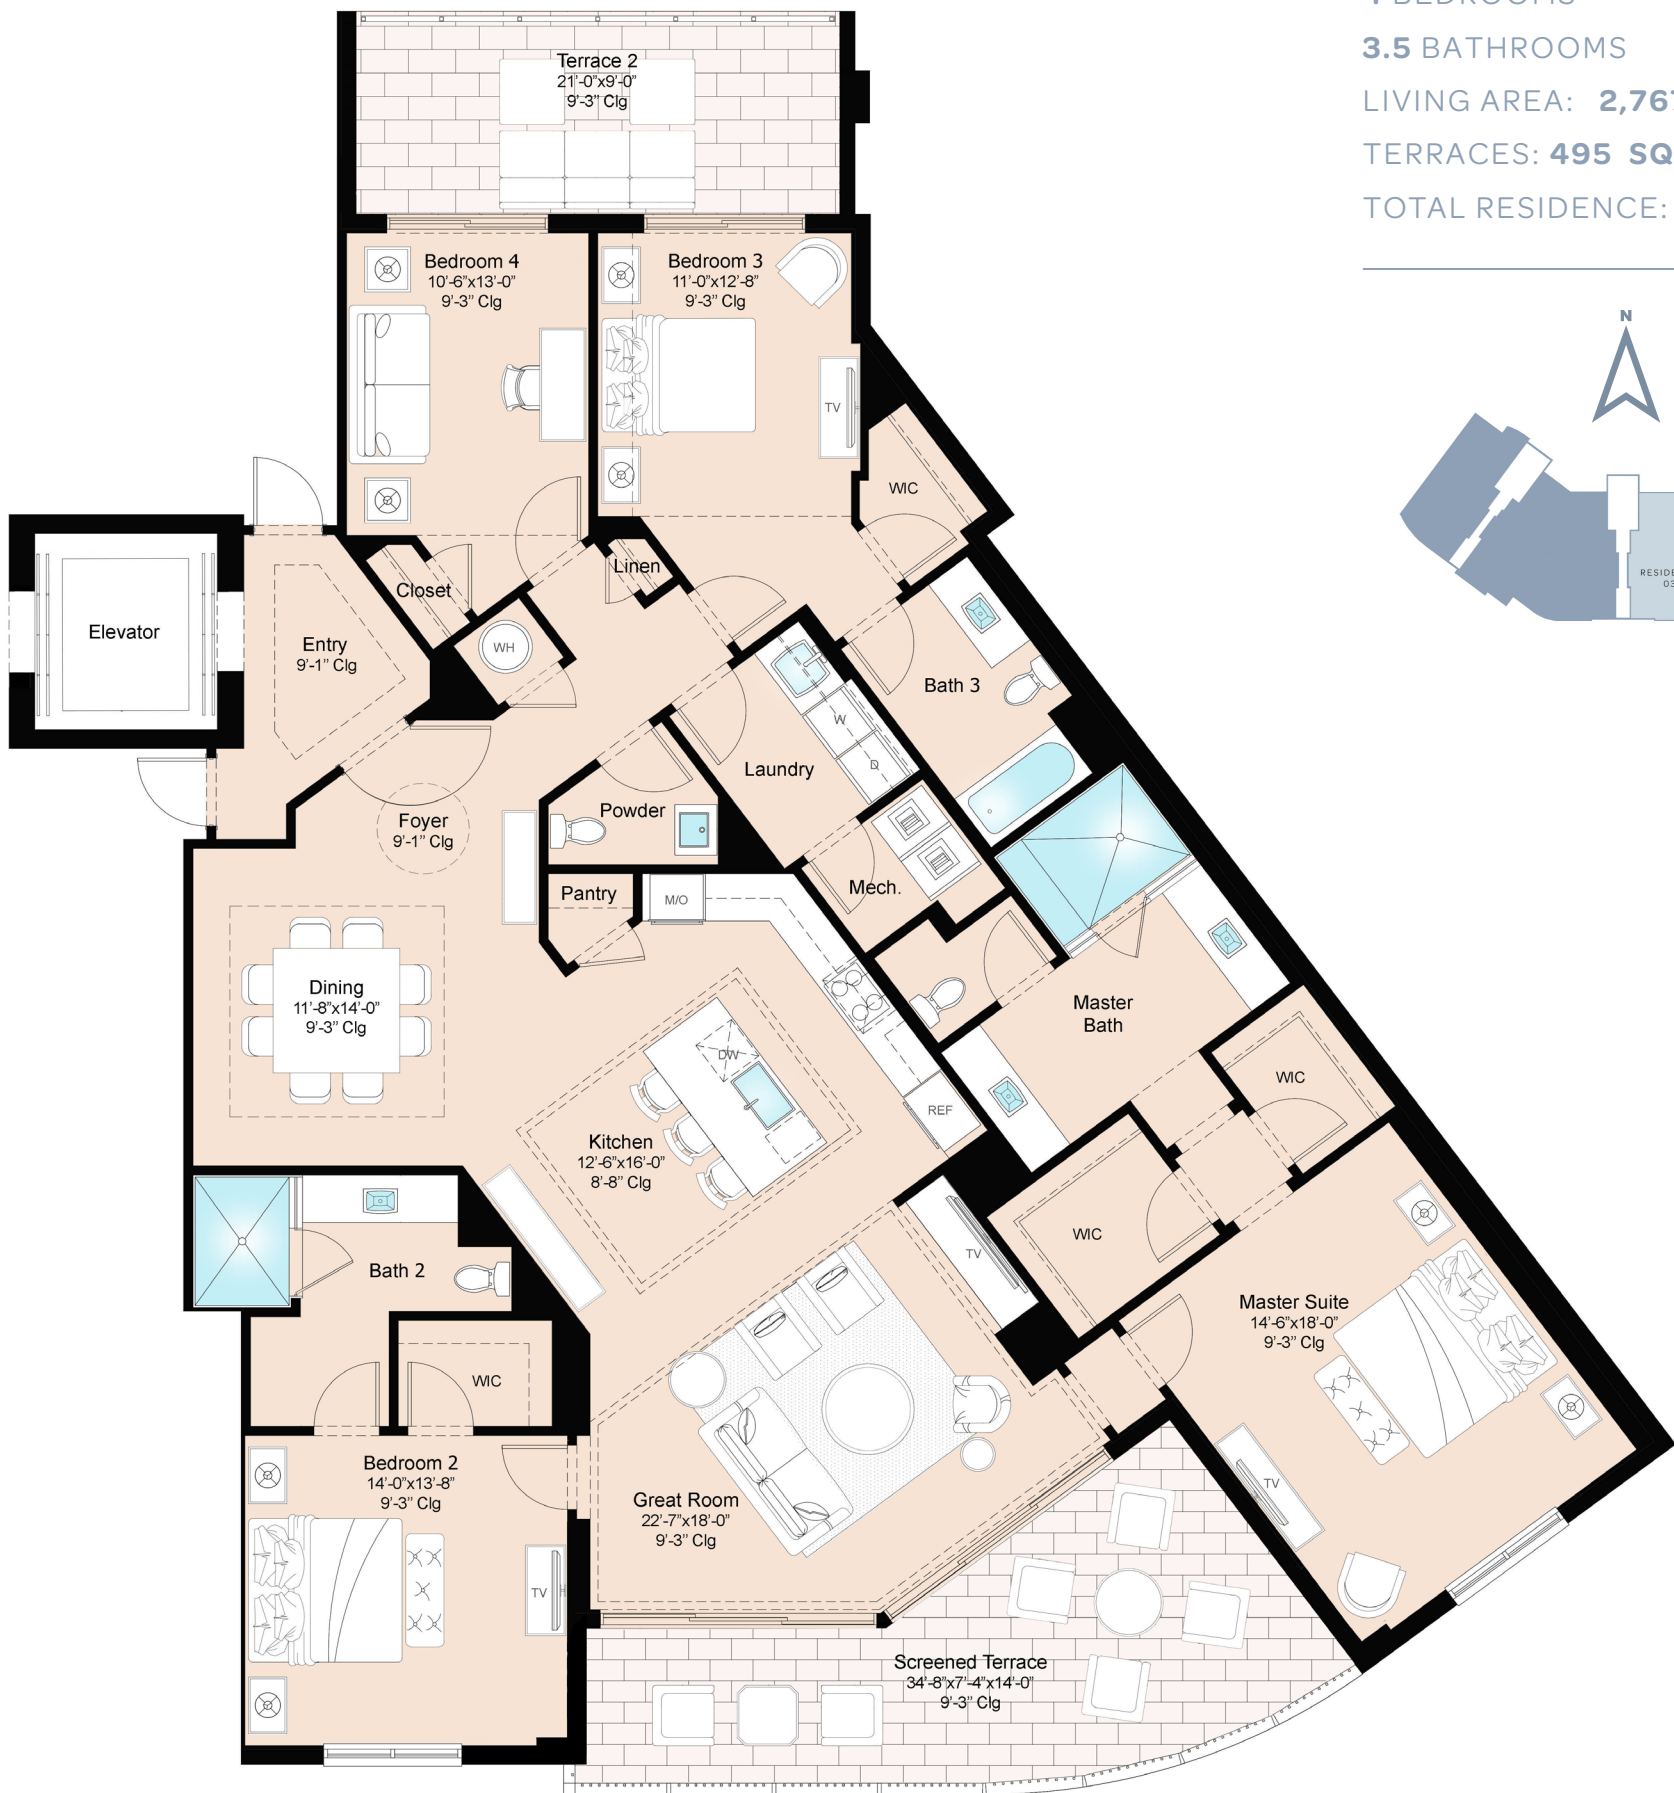 BEDROOMS
3.5 BATHROOMS
LIVING AREA: 2,767
TERRACES: 495 SQ
TOTAL RESIDENCE:
N
RESIDE
03
Terrace 2
21'-0"x9'-0"
9'-3" Clg
Bedroom 4
10'-6"x13'-0"
9'-3" Clg
Bedroom 3
11'-0"x12'-8"
9'-3" Clg
TV
WIC
Linen
Closet
Elevator
Entry
9'-1" Clg
WH
Bath 3
W
D
Laundry
Powder
Foyer
9'-1" Clg
Mech.
Pantry
M/O
Dining
11'-8"x14'-0"
9'-3" Clg
Master
Bath
DW
WIC
REF
Kitchen
12'-6"x16'-0"
8'-8" Clg
WIC
TV
Bath 2
Master Suite
14'-6"x18'-0"
9'-3" Clg
WIC
Bedroom 2
14'-0"x13'-8"
9'-3" Clg
TV
Great Room
22'-7"x18'-0"
9'-3" Clg
TV
Screened Terrace
34'-8"x7'-4"x14'-0"
9'-3" Clg